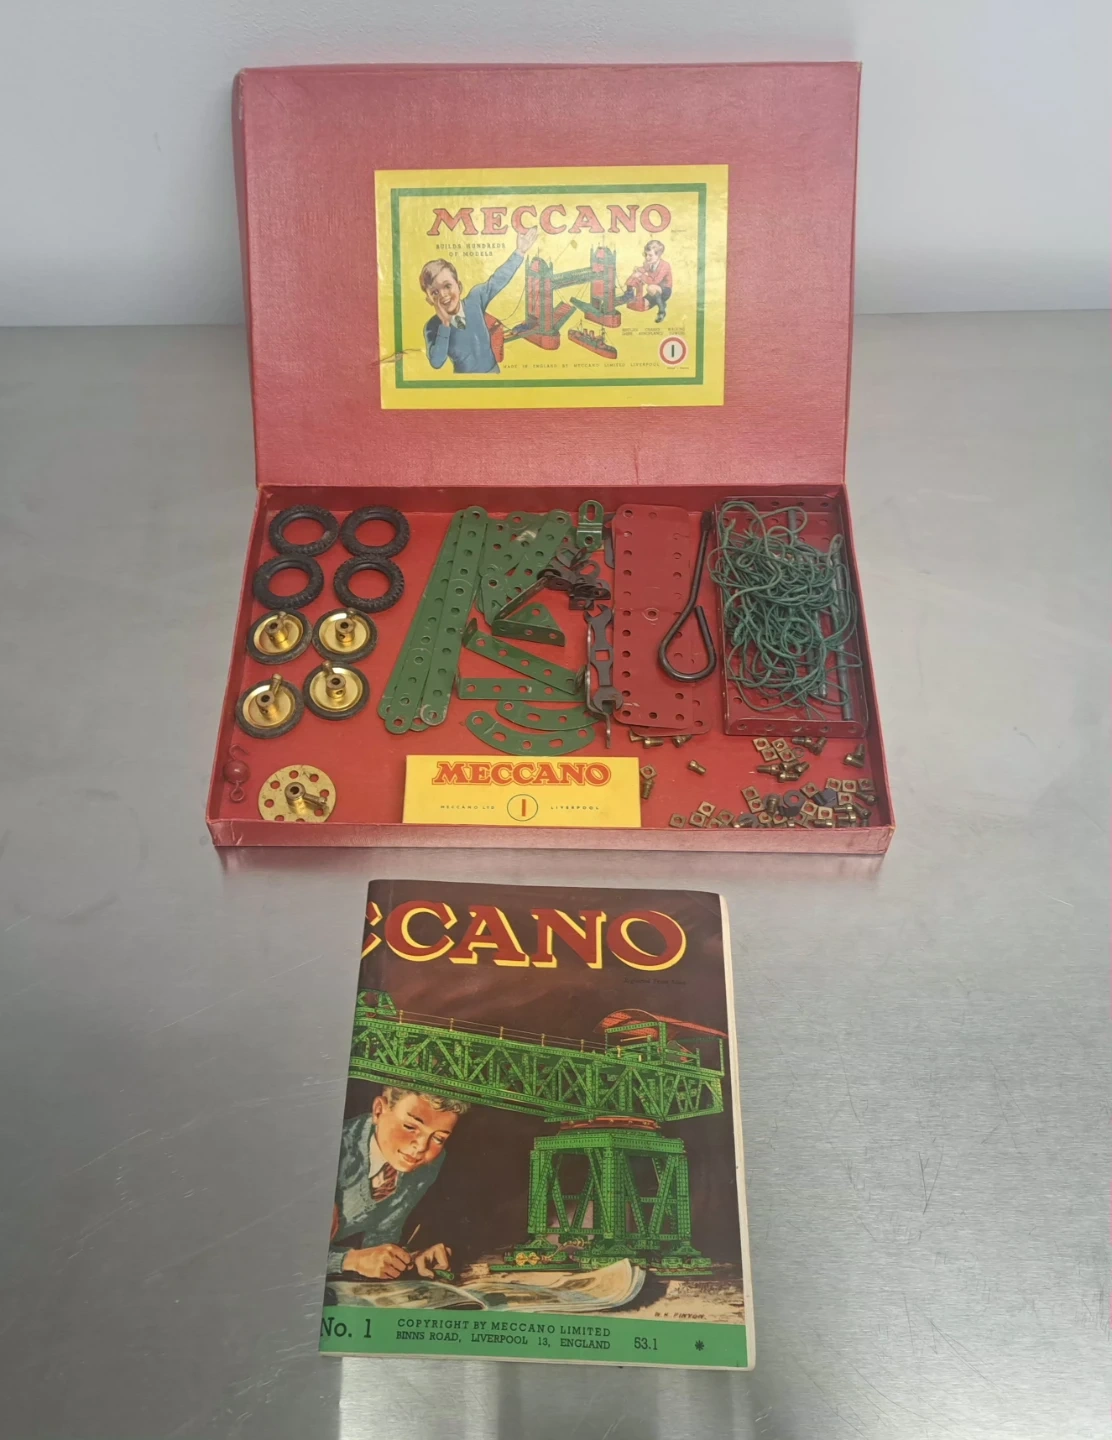 MECCANO
BUILDS HUNDREDS
OF MODELS
MADE IN ENGLAND BY MECCANO LIMITED LIVERPOOL
1
MECCANO
MECCANO LTD 1 LIVERPOOL
CCANO
No. 1
COPYRIGHT BY MECCANO LIMITED
BINNS ROAD, LIVERPOOL 13, ENGLAND
53.1